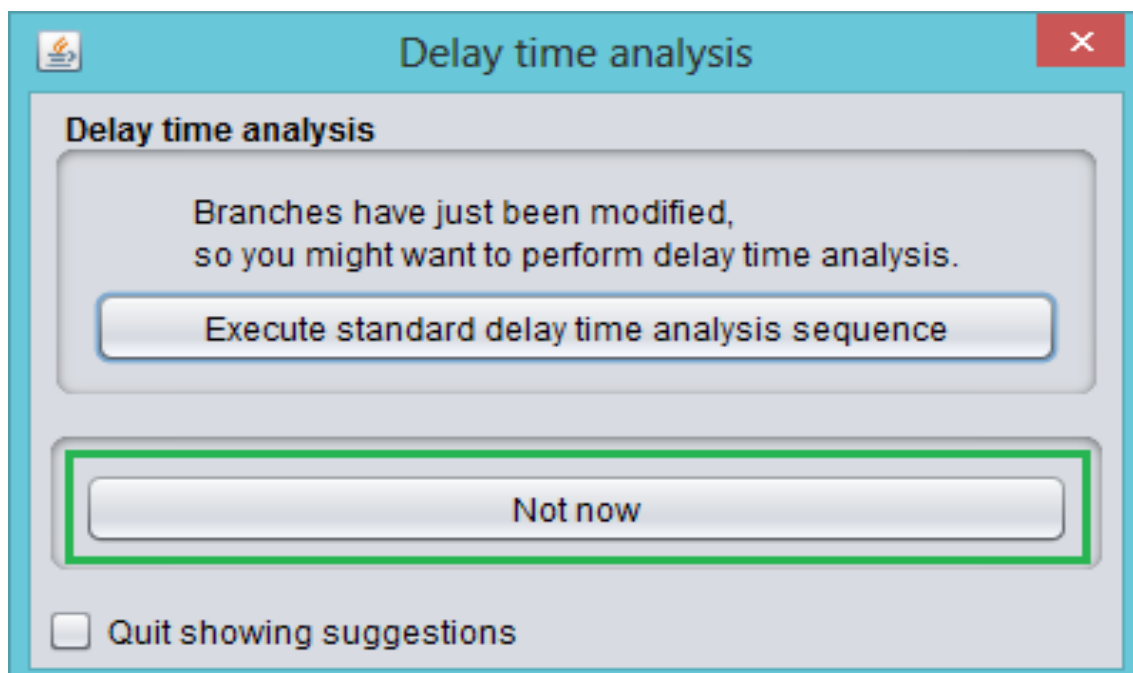 Delay time analysis
Delay time analysis
Branches have just been modified,
so you might want to perform delay time analysis.
Execute standard delay time analysis sequence
Not now
Quit showing suggestions